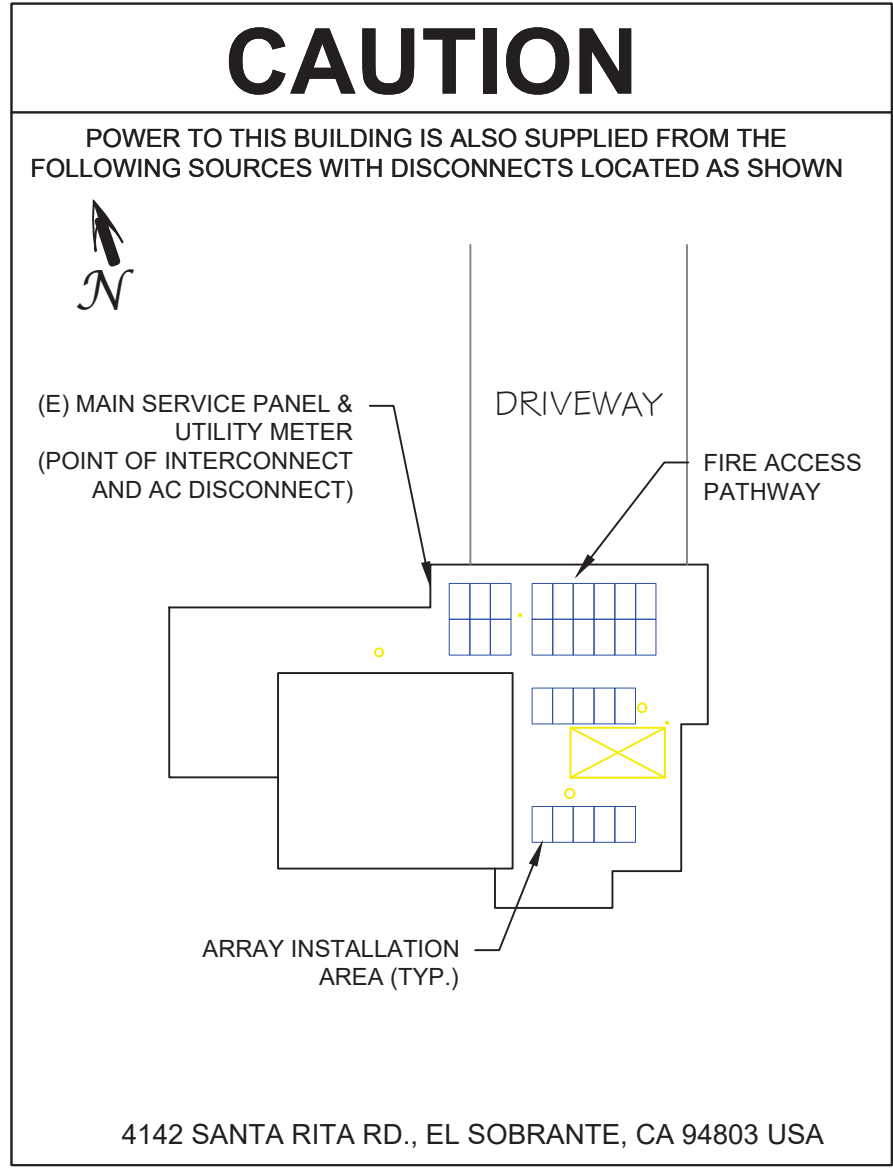 CAUTION
POWER TO THIS BUILDING IS ALSO SUPPLIED FROM THE
FOLLOWING SOURCES WITH DISCONNECTS LOCATED AS SHOWN
N
(E) MAIN SERVICE PANEL &
UTILITY METER
(POINT OF INTERCONNECT
AND AC DISCONNECT)
DRIVEWAY
FIRE ACCESS
PATHWAY
ARRAY INSTALLATION
AREA (TYP.)
4142 SANTA RITA RD., EL SOBRANTE, CA 94803 USA